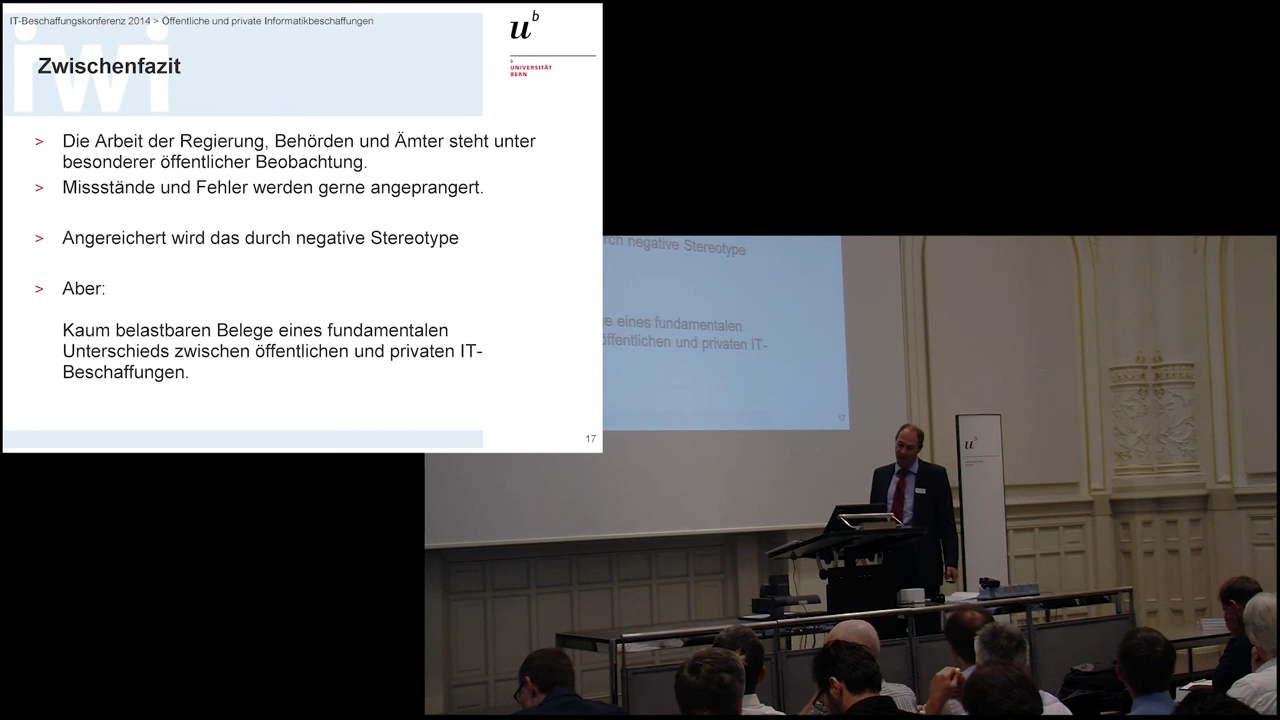 IT-Beschaffungskonferenz 2014 > Öffentliche und private Informatikbeschaffungen
iwi
Zwischenfazit
u b
b
UNIVERSITÄT
BERN
> Die Arbeit der Regierung, Behörden und Ämter steht unter
besonderer öffentlicher Beobachtung.
> Missstände und Fehler werden gerne angeprangert.
> Angereichert wird das durch negative Stereotype
> Aber:
Kaum belastbaren Belege eines fundamentalen
Unterschieds zwischen öffentlichen und privaten IT-
Beschaffungen.
17
rch negative Stereotype
e eines fundamentalen
öffentlichen und privaten IT-
17
u b